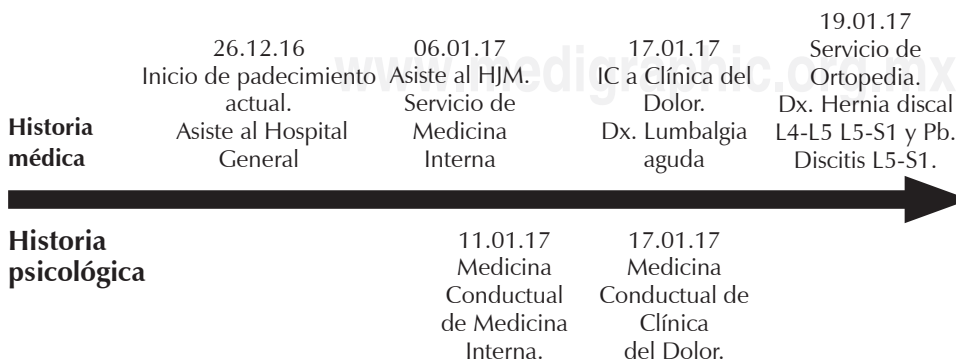 26.12.16
Inicio de padecimiento
actual.
Asiste al Hospital
General
06.01.17
Asiste al HJM.
Servicio de
Medicina
Interna
17.01.17
IC a Clínica del
Dolor.
Dx. Lumbalgia
aguda
19.01.17
Servicio de
Ortopedia.
Dx. Hernia discal
L4-L5 L5-S1 y Pb.
Discitis L5-S1.
www.medigraphic.org.mx
Historia
médica
Historia
psicológica
11.01.17
Medicina
Conductual
de Medicina
Interna.
17.01.17
Medicina
Conductual de
Clínica
del Dolor.